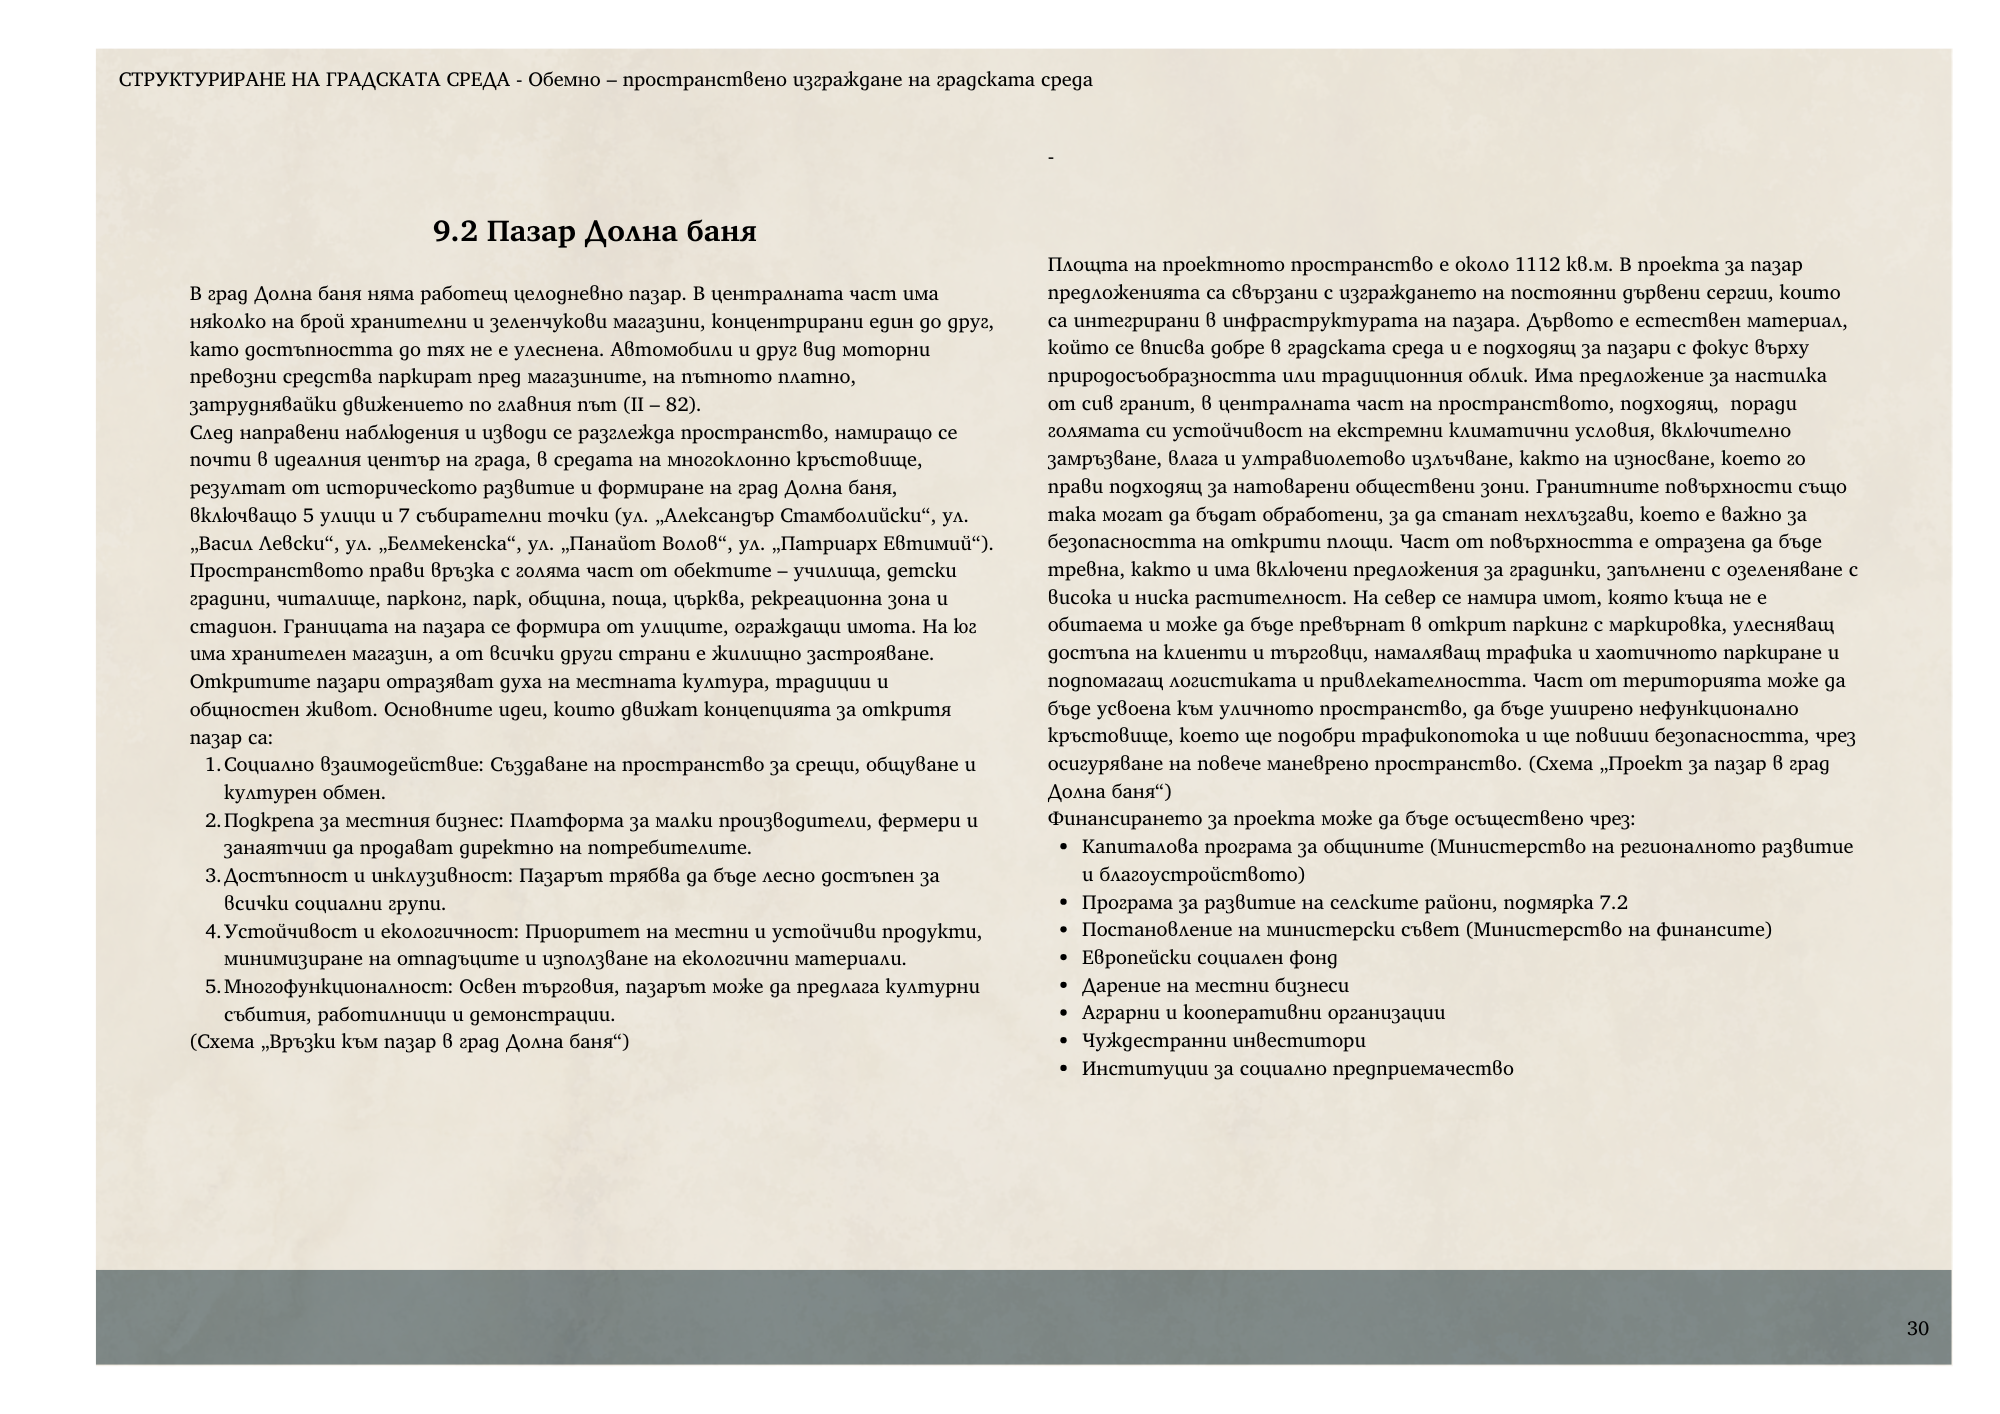 СТРУКТУРИРАНЕ НА ГРАДСКАТА СРЕДА - Обемно – пространствено изграждане на градската среда
9.2 Пазар Долна баня
В град Долна баня няма работещ целодневно пазар. В централната част има
няколко на брой хранителни и зеленчукови магазини, концентрирани един до друг,
като достъпността до тях не е улеснена. Автомобили и друг вид моторни
превозни средства паркират пред магазините, на пътното платно,
затруднявайки движението по главния път (II – 82).
След направени наблюдения и изводи се разглежда пространство, намиращо се
почти в идеалния център на града, в средата на многоклонно кръстовище,
резултат от историческото развитие и формиране на град Долна баня,
включващо 5 улици и 7 събирателни точки (ул. „Александър Стамболийски“, ул.
„Васил Левски“, ул. „Белмекенска“, ул. „Панайот Волов“, ул. „Патриарх Евтимий“).
Пространството прави връзка с голяма част от обектите – училища, детски
градини, читалище, парконг, парк, община, поща, църква, рекреационна зона и
стадион. Границата на пазара се формира от улиците, ограждащи имота. На юг
има хранителен магазин, а от всички други страни е жилищно застрояване.
Откритите пазари отразяват духа на местната култура, традиции и
общностен живот. Основните идеи, които движат концепцията за открития
пазар са:
1. Социално взаимодействие: Създаване на пространство за срещи, общуване и
културен обмен.
2. Подкрепа за местния бизнес: Платформа за малки производители, фермери и
занаятчии да продават директно на потребителите.
3. Достъпност и инклузивност: Пазарът трябва да бъде лесно достъпен за
всички социални групи.
4. Устойчивост и екологичност: Приоритет на местни и устойчиви продукти,
минимизиране на отпадъците и използване на екологични материали.
5. Многофункционалност: Освен търговия, пазарът може да предлага културни
събития, работилници и демонстрации.
(Схема „Връзки към пазар в град Долна баня“)
-
Площта на проектното пространство е около 1112 кв.м. В проекта за пазар
предложенията са свързани с изграждането на постоянни дървени сергии, които
са интегрирани в инфраструктурата на пазара. Дървото е естествен материал,
който се вписва добре в градската среда и е подходящ за пазари с фокус върху
природосъобразността или традиционния облик. Има предложение за настилка
от сив гранит, в централната част на пространството, подходящ,  поради
голямата си устойчивост на екстремни климатични условия, включително
замръзване, влага и ултравиолетово излъчване, както на износване, което го
прави подходящ за натоварени обществени зони. Гранитните повърхности също
така могат да бъдат обработени, за да станат нехлъзгави, което е важно за
безопасността на открити площи. Част от повърхността е отразена да бъде
тревна, както и има включени предложения за градинки, запълнени с озеленяване с
висока и ниска растителност. На север се намира имот, която къща не е
обитаема и може да бъде превърнат в открит паркинг с маркировка, улесняващ
достъпа на клиенти и търговци, намаляващ трафика и хаотичното паркиране и
подпомагащ логистиката и привлекателността. Част от територията може да
бъде усвоена към уличното пространство, да бъде уширено нефункционално
кръстовище, което ще подобри трафикопотока и ще повиши безопасността, чрез
осигуряване на повече маневрено пространство. (Схема „Проект за пазар в град
Долна баня“)
Финансирането за проекта може да бъде осъществено чрез:
• Капиталова програма за общините (Министерство на регионалното развитие
и благоустройството)
• Програма за развитие на селските райони, подмярка 7.2
• Постановление на министерски съвет (Министерство на финансите)
• Европейски социален фонд
• Дарение на местни бизнеси
• Аграрни и кооперативни организации
• Чуждестранни инвеститори
• Институции за социално предприемачество
30